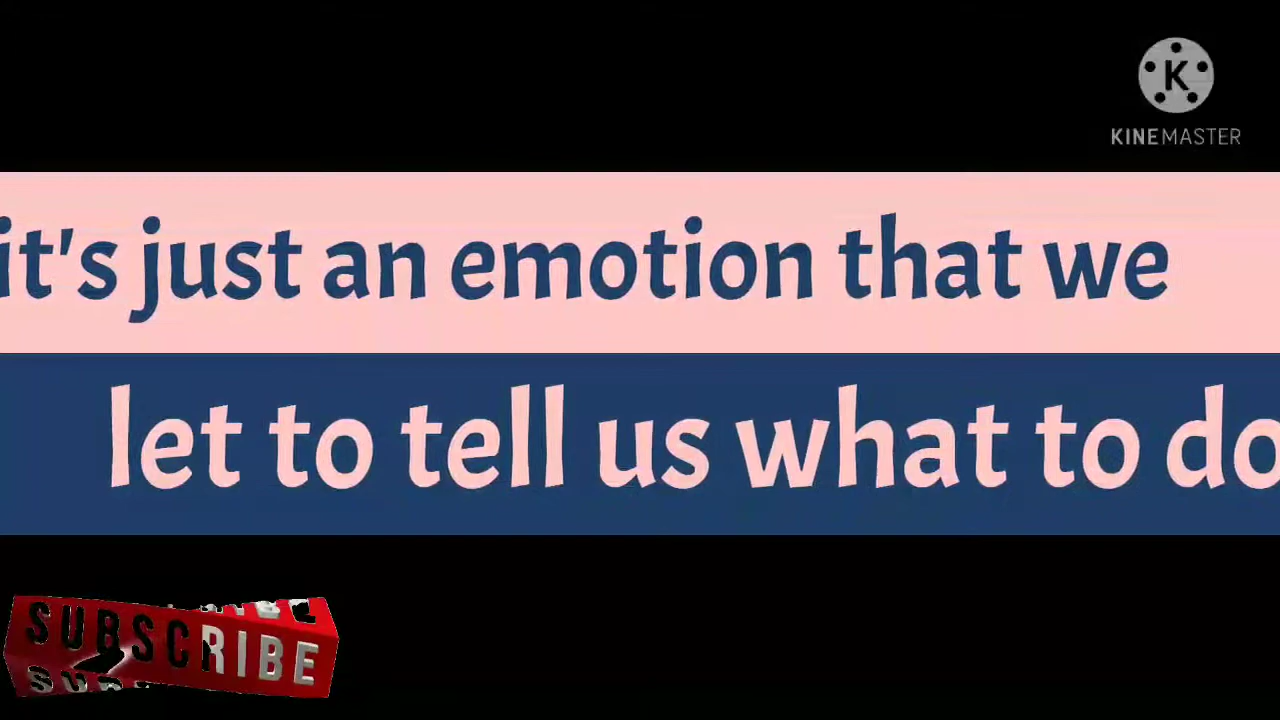 KINEMASTER
it's just an emotion that we
let to tell us what to do
SUBSCRIBE